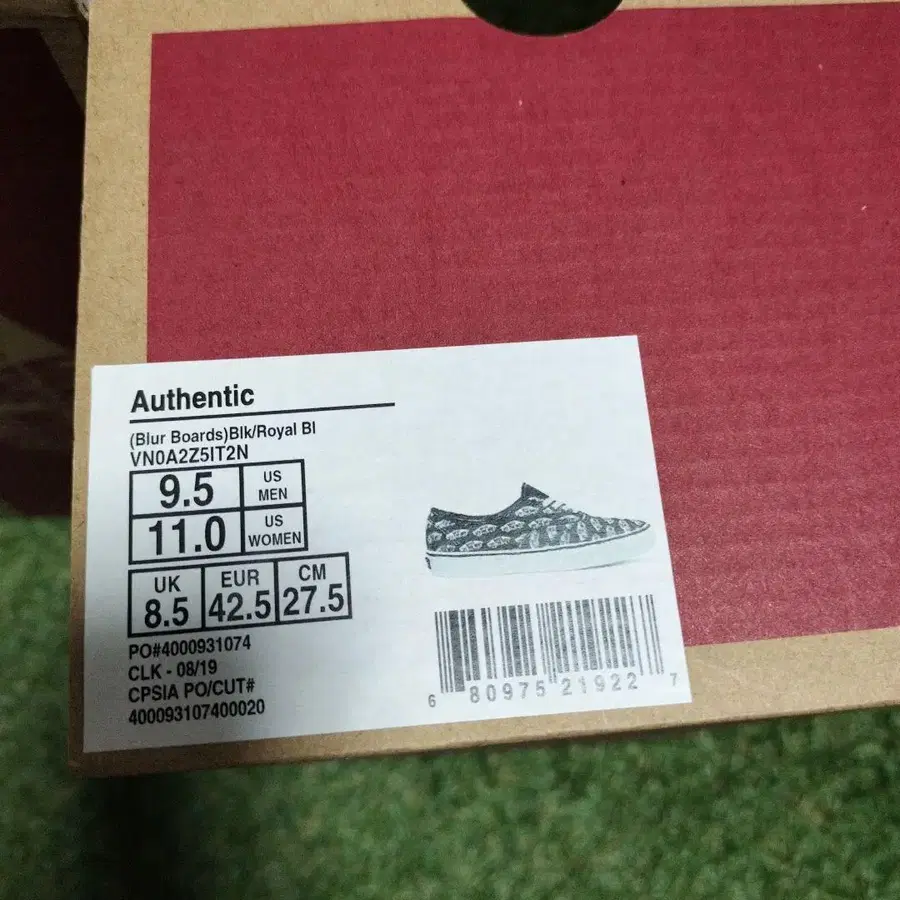 Authentic
(Blur Boards)Blk/Royal Bl
VN0A2Z5IT2N
9.5 US MEN
11.0 US WOMEN
UK EUR CM
8.5 42.5 27.5
PO#4000931074
CLK - 08/19
CPSIA PO/CUT#
400093107400020
6 80975 21922 7